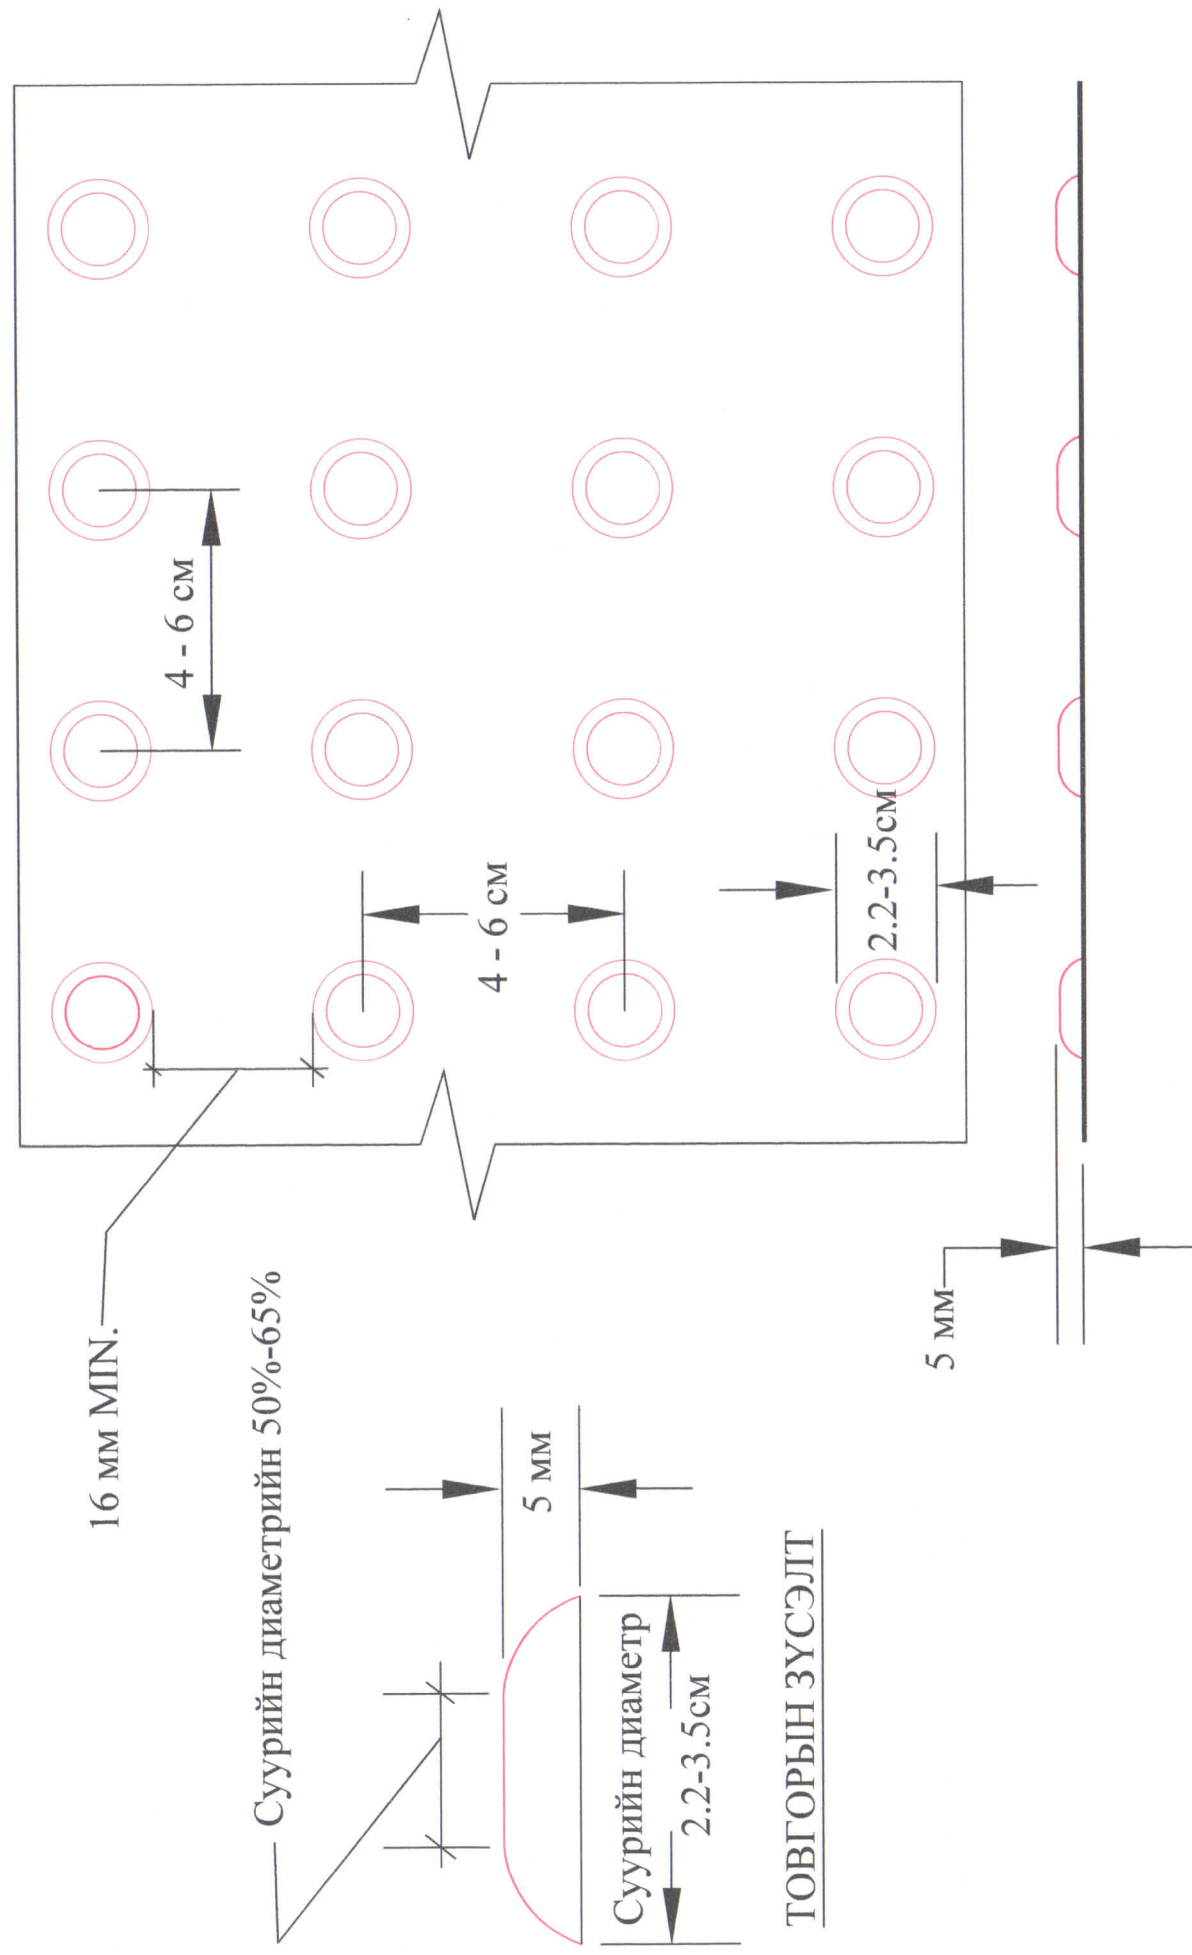 16 мм MIN.
4 - 6 см
4 - 6 см
2.2-3.5см
Суурийн диаметрийн 50%-65%
5 мм
5 мм
Суурийн диаметр
2.2-3.5см
ТОВГОРЫН ЗҮСЭЛТ